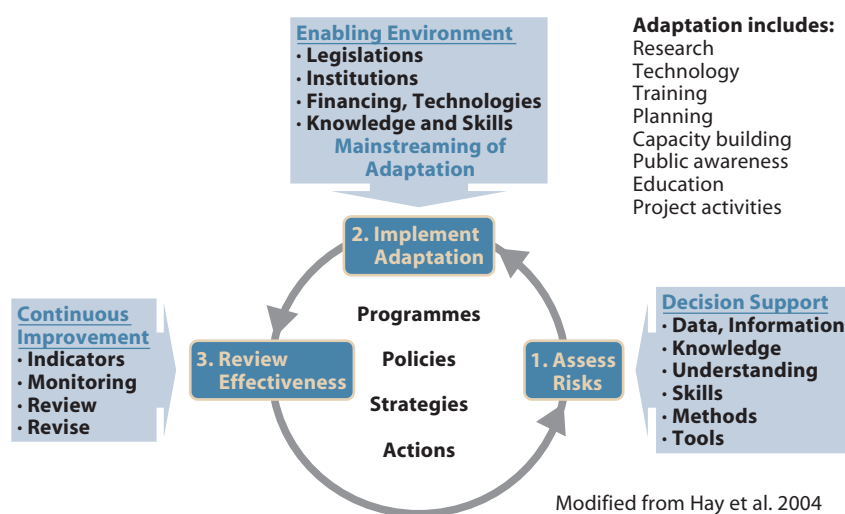 Enabling Environment
· Legislations
· Institutions
· Financing, Technologies
· Knowledge and Skills
Mainstreaming of
Adaptation
Adaptation includes:
Research
Technology
Training
Planning
Capacity building
Public awareness
Education
Project activities
2. Implement
Adaptation
Continuous
Improvement
· Indicators
· Monitoring
· Review
· Revise
3. Review
Effectiveness
Programmes
Policies
Strategies
Actions
1. Assess
Risks
Decision Support
· Data, Information
· Knowledge
· Understanding
· Skills
· Methods
· Tools
Modified from Hay et al. 2004